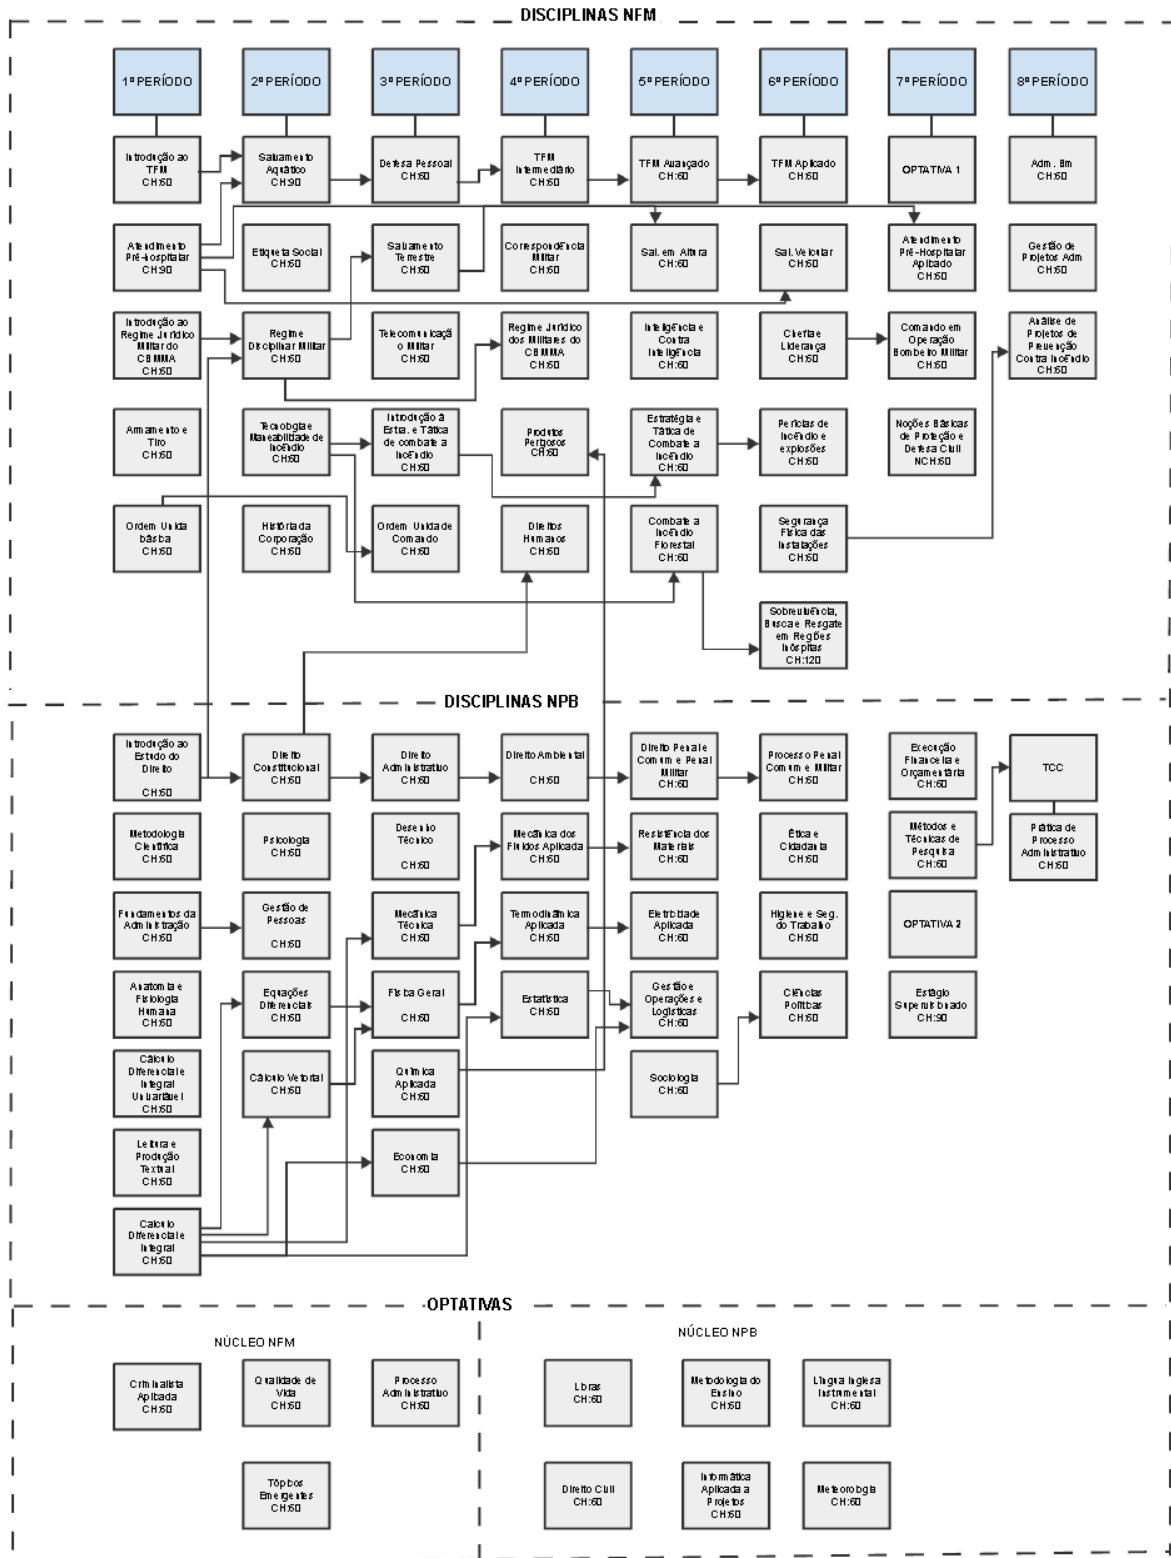 DISCIPLINAS NFM
1º PERÍODO
2º PERÍODO
3º PERÍODO
4º PERÍODO
5º PERÍODO
6º PERÍODO
7º PERÍODO
8º PERÍODO
Introdução ao
TFM
CH:60
Salvamento
Aquático
CH:90
Defesa Pessoal
CH:60
TFM
Intermediário
CH:60
TFM Avançado
CH:60
TFM Aplicado
CH:60
OPTATIVA 1
Adm. Bm
CH:60
Atendimento
Pré-hospitalar
CH:90
Etiqueta Social
CH:60
Salvamento
Terrestre
CH:60
Correspondência
Militar
CH:60
Sal. em Altura
CH:60
Sal. Veicular
CH:60
Atendimento
Pré-Hospitalar
Aplicado
CH:60
Gestão de
Projetos Adm
CH:60
Introdução ao
Regime Jurídico
Militar do
CBMMA
CH:60
Regime
Disciplinar Militar
CH:60
Telecomunicaçã
o Militar
CH:60
Regime Jurídico
dos Militares do
CBMMA
CH:60
Inteligência e
Contra
Inteligência
CH:60
Chefia e
Liderança
CH:60
Comando em
Operação
Bombeiro Militar
CH:60
Análise de
Projetos de
Prevenção
Contra Incêndio
CH:60
Armamento e
Tiro
CH:60
Tecnologia e
Maneabilidade de
Incêndio
CH:60
Introdução à
Estra. e Tática
de combate a
Incêndio
CH:60
Produtos
Perigosos
CH:60
Estratégia e
Tática de
Combate a
Incêndio
CH:60
Perícias de
Incêndio e
explosões
CH:60
Noções Básicas
de Proteção e
Defesa Civil
NCH:60
Ordem Unida
básica
CH:60
História da
Corporação
CH:60
Ordem Unida de
Comando
CH:60
Direitos
Humanos
CH:60
Combate a
Incêndio
Florestal
CH:60
Segurança
Física das
Instalações
CH:60
Sobrevivência,
Busca e Resgate
em Regiões
Inóspitas
CH:120
DISCIPLINAS NPB
Introdução ao
Estudo do
Direito
CH:60
Direito
Constitucional
CH:60
Direito
Administrativo
CH:60
Direito Ambiental
CH:60
Direito Penal e
Comum e Penal
Militar
CH:60
Processo Penal
Comum e Militar
CH:60
Execução
Financeira e
Orçamentária
CH:60
TCC
Metodologia
Científica
CH:60
Psicologia
CH:60
Desenho
Técnico
CH:60
Mecânica dos
Fluidos Aplicada
CH:60
Resistência dos
Materiais
CH:60
Ética e
Cidadania
CH:60
Métodos e
Técnicas de
Pesquisa
CH:60
Prática de
Processo
Administrativo
CH:60
Fundamentos da
Administração
CH:60
Gestão de
Pessoas
CH:60
Mecânica
Técnica
CH:60
Termodinâmica
Aplicada
CH:60
Eletricidade
Aplicada
CH:60
Higiene e Seg.
do Trabalho
CH:60
OPTATIVA 2
Anatomia e
Fisiologia
Humana
CH:60
Equações
Diferenciais
CH:60
Física Geral
CH:60
Estatística
CH:60
Gestão e
Operações e
Logísticas
CH:60
Ciências
Políticas
CH:60
Estágio
Supervisionado
CH:90
Cálculo
Diferencial e
Integral
Univariável
CH:60
Cálculo Vetorial
CH:60
Química
Aplicada
CH:60
Sociologia
CH:60
Leitura e
Produção
Textual
CH:60
Economia
CH:60
Calculo
Diferencial e
Integral
CH:60
OPTATIVAS
NÚCLEO NFM
NÚCLEO NPB
Criminalista
Aplicada
CH:60
Qualidade de
Vida
CH:60
Processo
Administrativo
CH:60
Libras
CH:60
Metodologia do
Ensino
CH:60
Língua Inglesa
Instrumental
CH:60
Tópicos
Emergentes
CH:60
Direito Civil
CH:60
Informática
Aplicada a
Projetos
CH:60
Meteorologia
CH:60